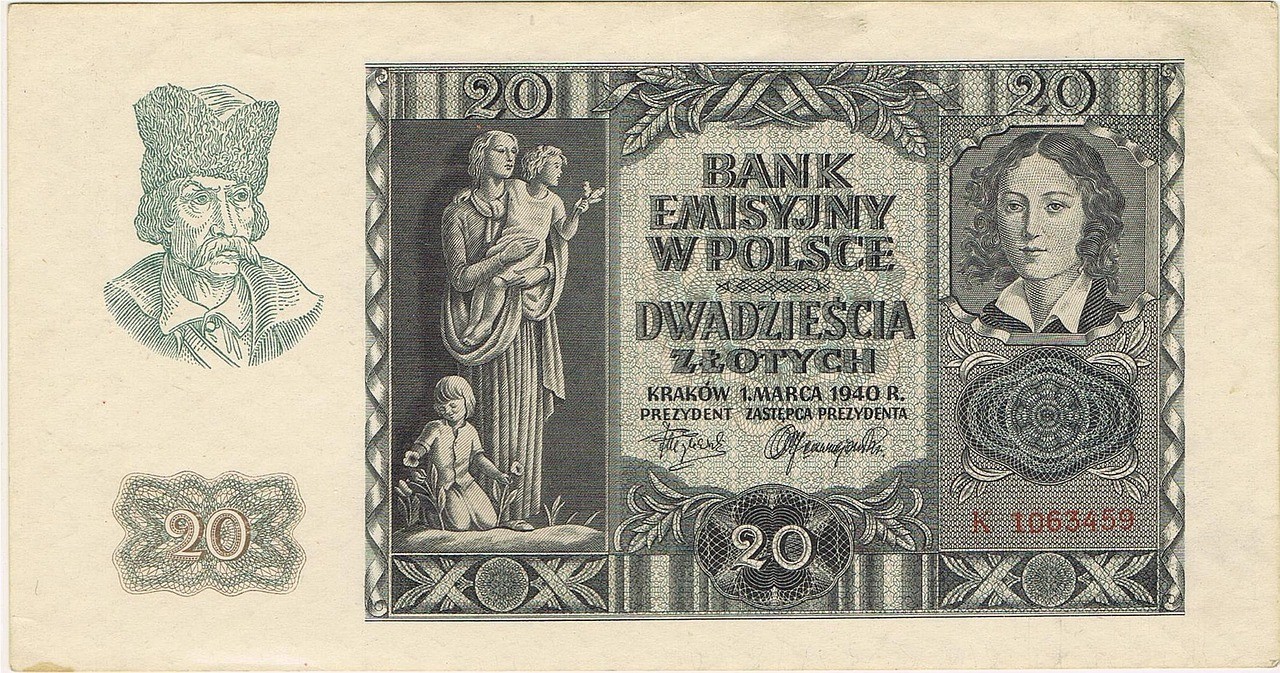 20
20
BANK
EMISYJNY
W POLSCE
DWADZIEŚCIA
ZŁOTYCH
KRAKÓW 1.MARCA 1940 R.
PREZYDENT ZASTĘPCA PREZYDENTA
K 1063459
20
20